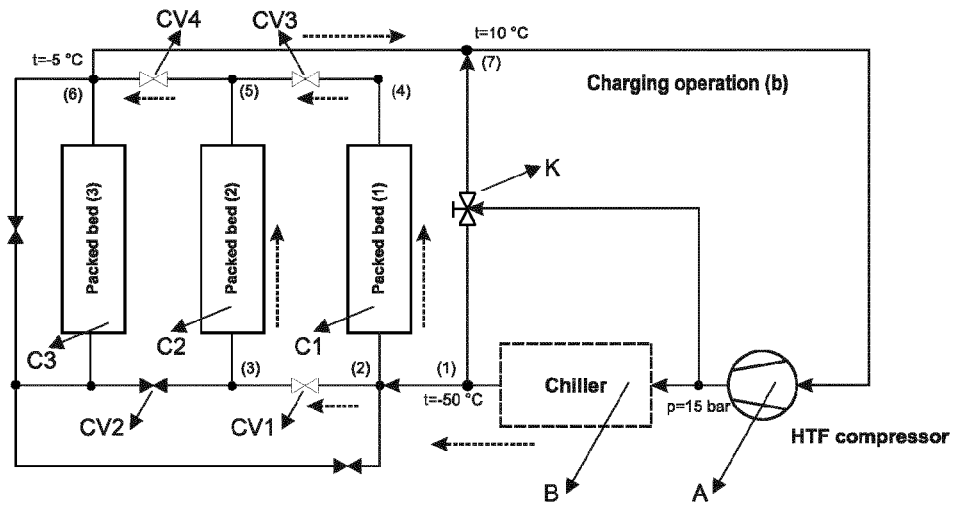 CV4
CV3
t=-5 °C
t=10 °C
(6)
(5)
(4)
(7)
Charging operation (b)
K
Packed bed (3)
Packed bed (2)
Packed bed (1)
C3
C2
C1
(3)
(2)
(1)
Chiller
t=-50 °C
p=15 bar
CV2
CV1
HTF compressor
B
A